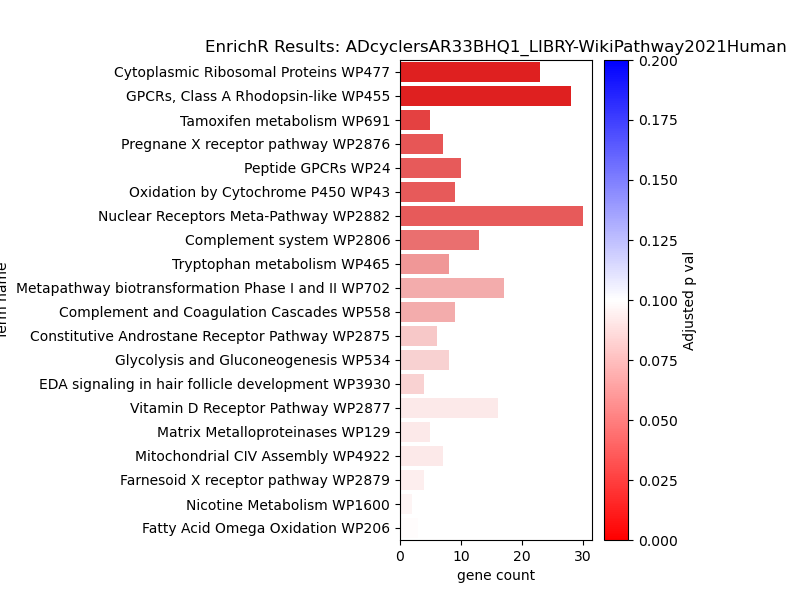 EnrichR Results: ADcyclersAR33BHQ1_LIBRY-WikiPathway2021Human
Cytoplasmic Ribosomal Proteins WP477
GPCRs, Class A Rhodopsin-like WP455
Tamoxifen metabolism WP691
Pregnane X receptor pathway WP2876
Peptide GPCRs WP24
Oxidation by Cytochrome P450 WP43
Nuclear Receptors Meta-Pathway WP2882
Complement system WP2806
Tryptophan metabolism WP465
Metapathway biotransformation Phase I and II WP702
Complement and Coagulation Cascades WP558
Constitutive Androstane Receptor Pathway WP2875
Glycolysis and Gluconeogenesis WP534
EDA signaling in hair follicle development WP3930
Vitamin D Receptor Pathway WP2877
Matrix Metalloproteinases WP129
Mitochondrial CIV Assembly WP4922
Farnesoid X receptor pathway WP2879
Nicotine Metabolism WP1600
Fatty Acid Omega Oxidation WP206
0 10 20 30
gene count
0.200
0.175
0.150
0.125
0.100
0.075
0.050
0.025
0.000
Adjusted p val